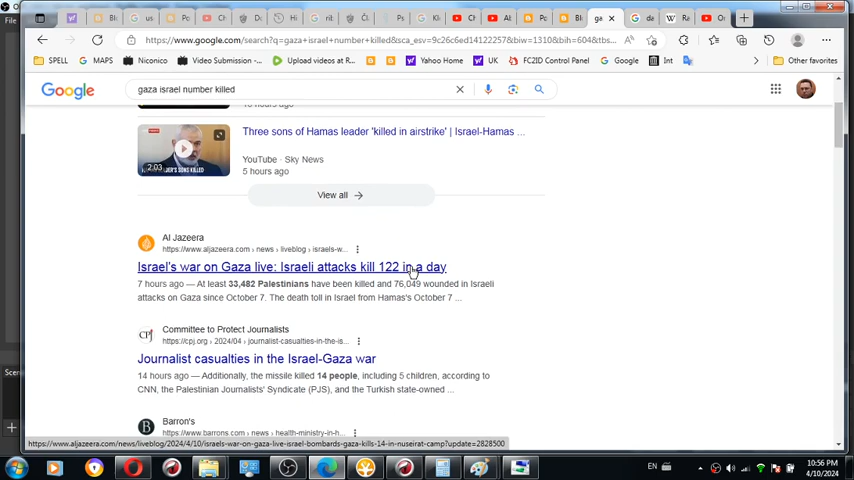 https://www.google.com/search?q=gaza+israel+number+killed&sca_esv=9c26c6ed14122257&biw=1310&bih=604&tbs...
SPELL
MAPS
Niconico
Video Submission -...
Upload videos at R...
Yahoo Home
UK
FC2ID Control Panel
Google
Int
Other favorites
Google
gaza israel number killed
10 hours ago
Three sons of Hamas leader 'killed in airstrike' | Israel-Hamas ...
2:03
YouTube · Sky News
5 hours ago
View all
Al Jazeera
https://www.aljazeera.com › news › liveblog › israels-w...
Israel's war on Gaza live: Israeli attacks kill 122 in a day
7 hours ago — At least 33,482 Palestinians have been killed and 76,049 wounded in Israeli
attacks on Gaza since October 7. The death toll in Israel from Hamas's October 7 ...
Committee to Protect Journalists
https://cpj.org › 2024/04 › journalist-casualties-in-the-is...
Journalist casualties in the Israel-Gaza war
14 hours ago — Additionally, the missile killed 14 people, including 5 children, according to
CNN, the Palestinian Journalists' Syndicate (PJS), and the Turkish state-owned ...
Barron's
https://www.barrons.com › news › health-ministry-in-h...
https://www.aljazeera.com/news/liveblog/2024/4/10/israels-war-on-gaza-live-israel-bombards-gaza-kills-14-in-nuseirat-camp?update=2828500
Scen
EN
10:56 PM
4/10/2024